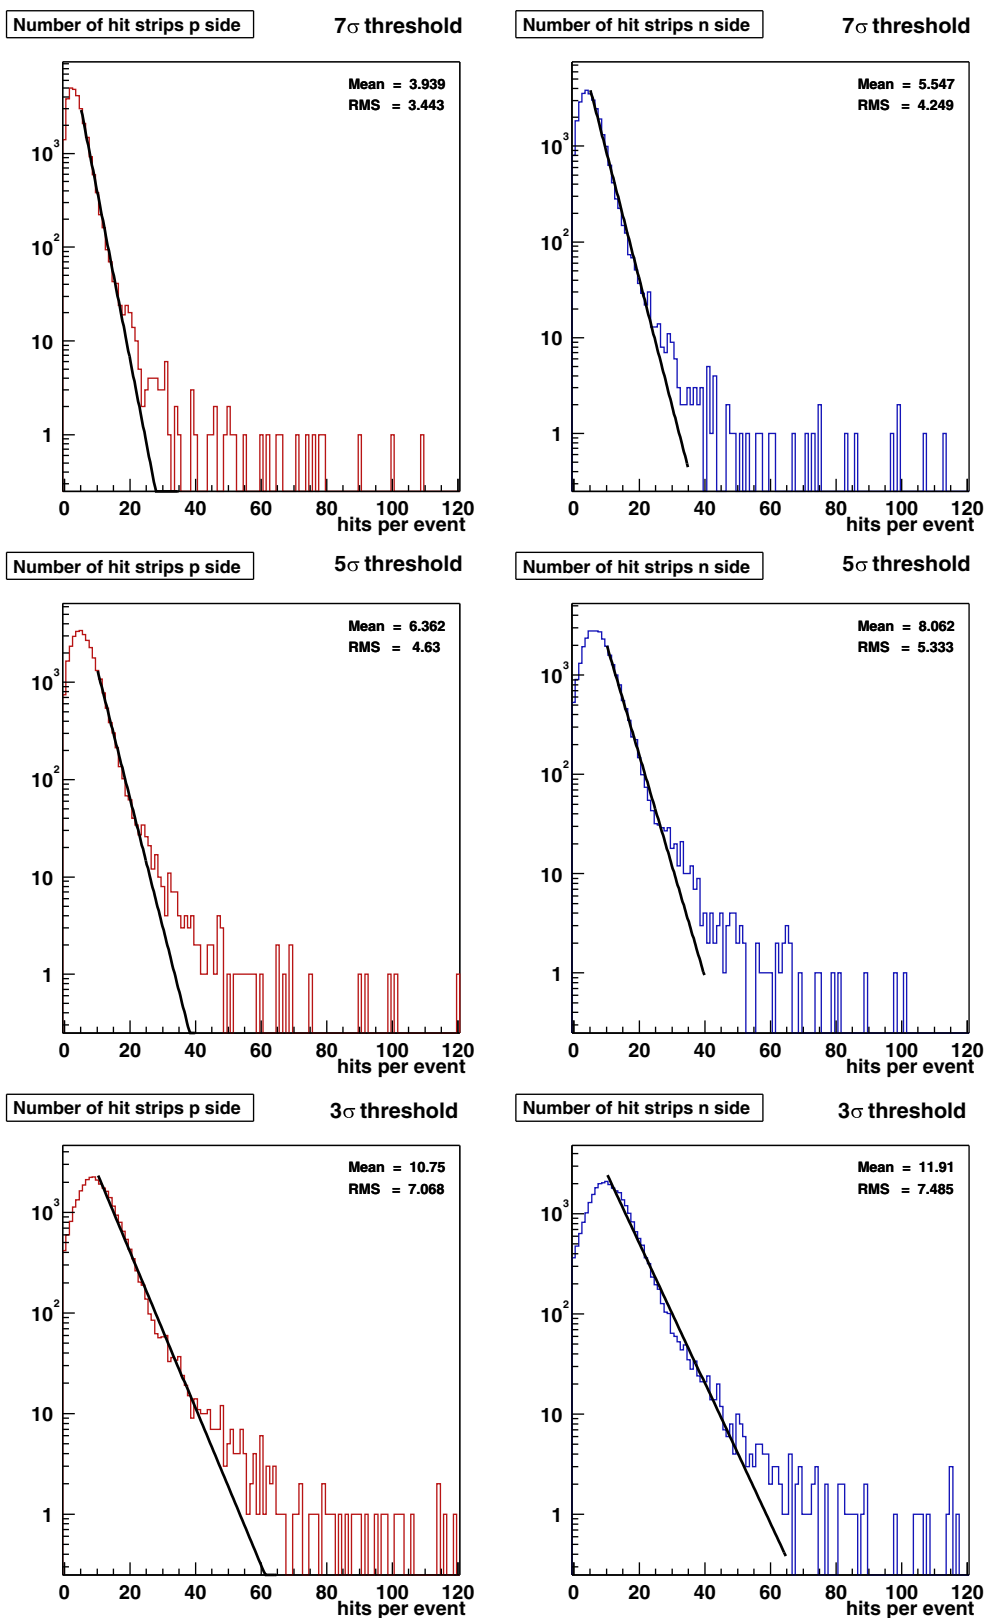 Number of hit strips p side 7σ threshold
Mean = 3.939
RMS = 3.443
10³
10²
10
1
0 20 40 60 80 100 120
hits per event
Number of hit strips n side 7σ threshold
Mean = 5.547
RMS = 4.249
10³
10²
10
1
0 20 40 60 80 100 120
hits per event
Number of hit strips p side 5σ threshold
Mean = 6.362
RMS = 4.63
10³
10²
10
1
0 20 40 60 80 100 120
hits per event
Number of hit strips n side 5σ threshold
Mean = 8.062
RMS = 5.333
10³
10²
10
1
0 20 40 60 80 100 120
hits per event
Number of hit strips p side 3σ threshold
Mean = 10.75
RMS = 7.068
10³
10²
10
1
0 20 40 60 80 100 120
hits per event
Number of hit strips n side 3σ threshold
Mean = 11.91
RMS = 7.485
10³
10²
10
1
0 20 40 60 80 100 120
hits per event